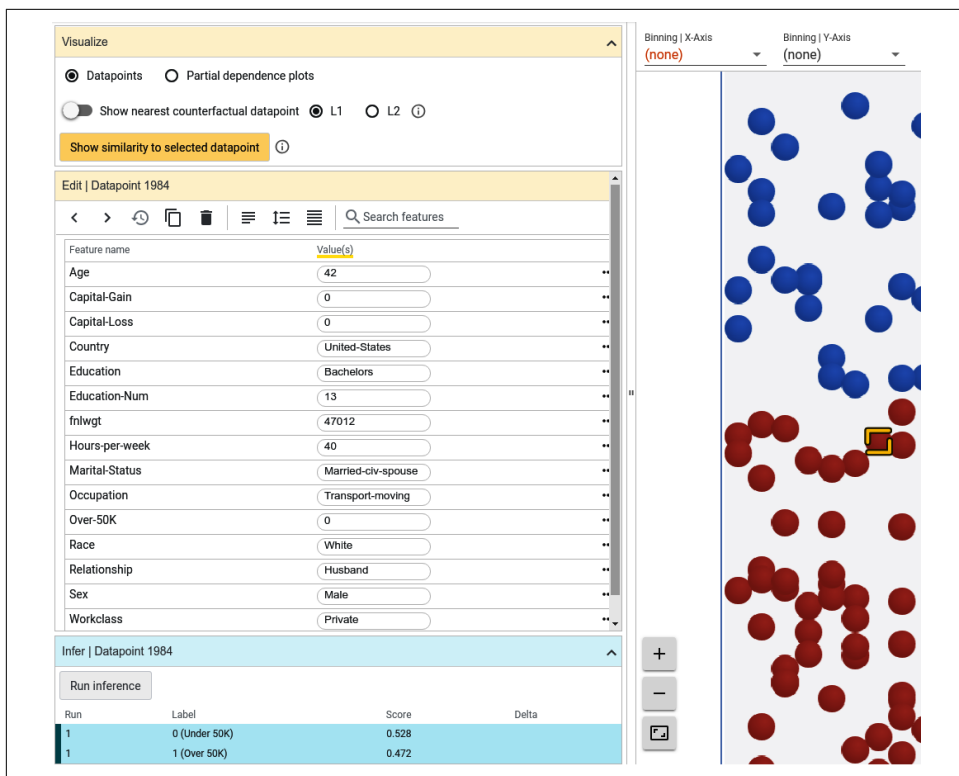 Visualize
Datapoints Partial dependence plots
Show nearest counterfactual datapoint L1 L2
Show similarity to selected datapoint
Edit | Datapoint 1984
Search features
Feature name Value(s)
Age 42
Capital-Gain 0
Capital-Loss 0
Country United-States
Education Bachelors
Education-Num 13
fnlwgt 47012
Hours-per-week 40
Marital-Status Married-civ-spouse
Occupation Transport-moving
Over-50K 0
Race White
Relationship Husband
Sex Male
Workclass Private
Infer | Datapoint 1984
Run inference
Run Label Score Delta
1 0 (Under 50K) 0.528
1 1 (Over 50K) 0.472
Binning | X-Axis Binning | Y-Axis
(none) (none)